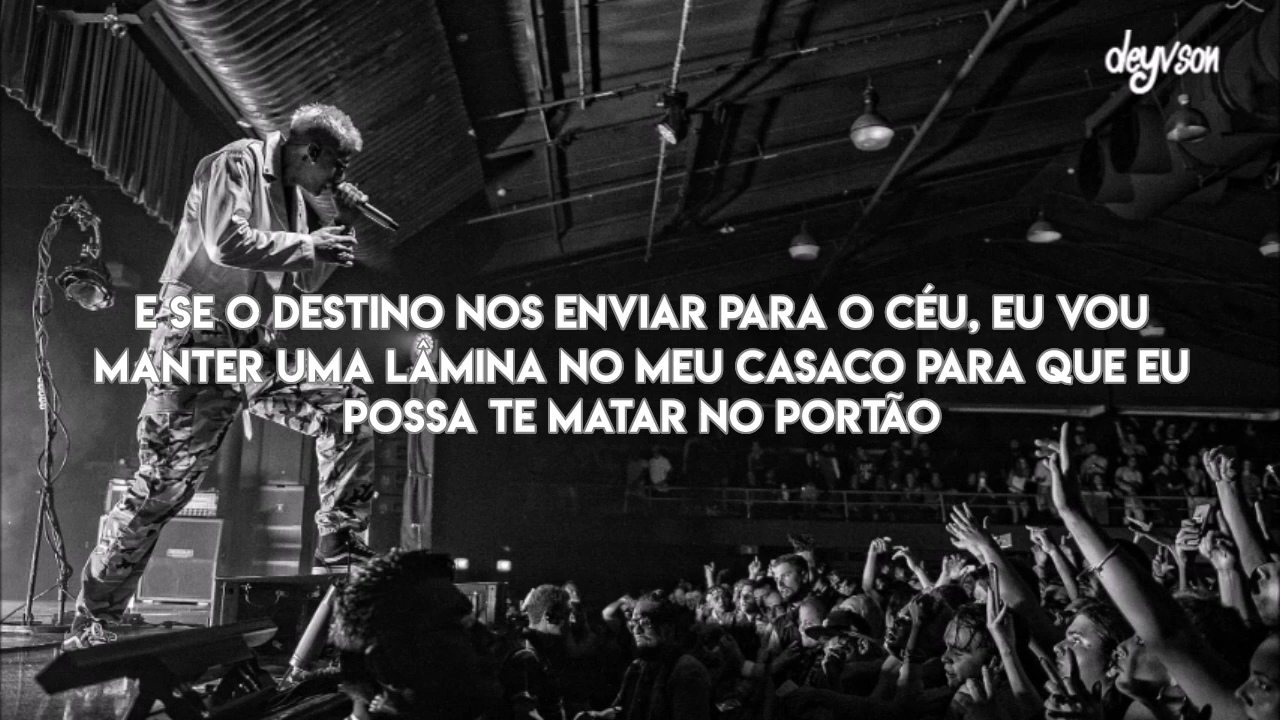 deyvson
E SE O DESTINO NOS ENVIAR PARA O CÉU, EU VOU
MANTER UMA LÂMINA NO MEU CASACO PARA QUE EU
POSSA TE MATAR NO PORTÃO